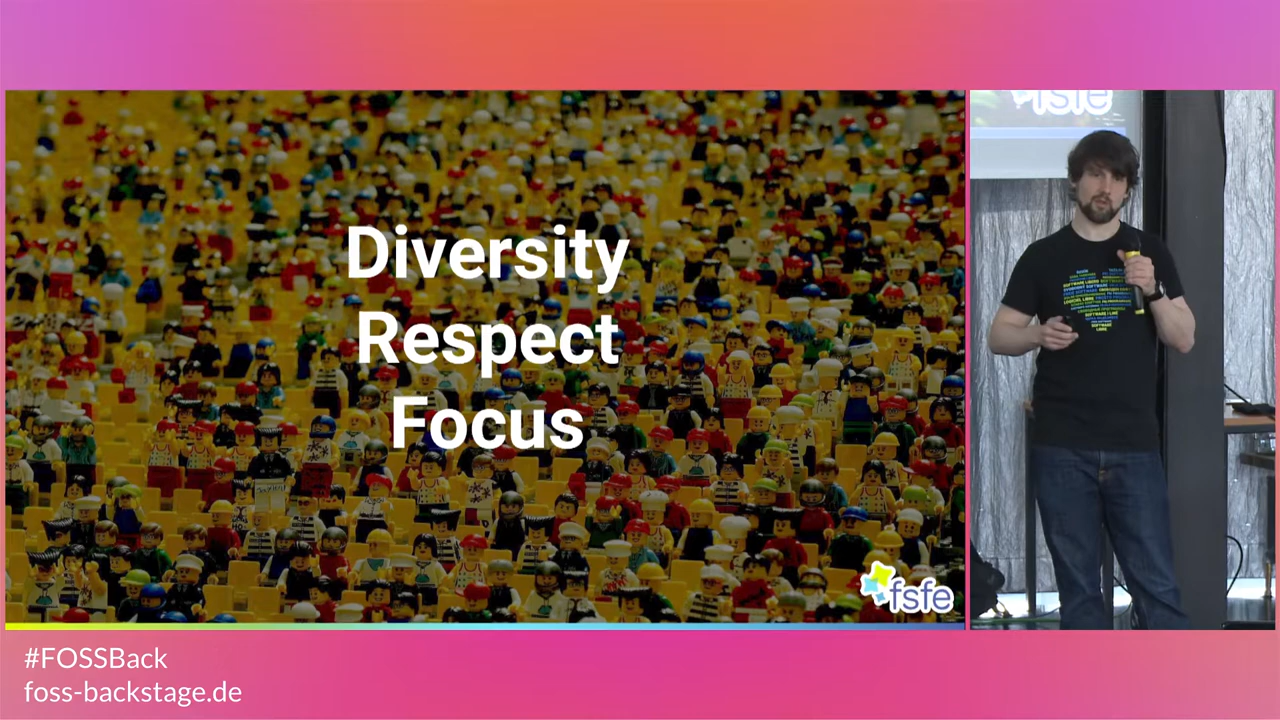 Diversity
Respect
Focus
fsfe
fsfe
#FOSSBack
foss-backstage.de